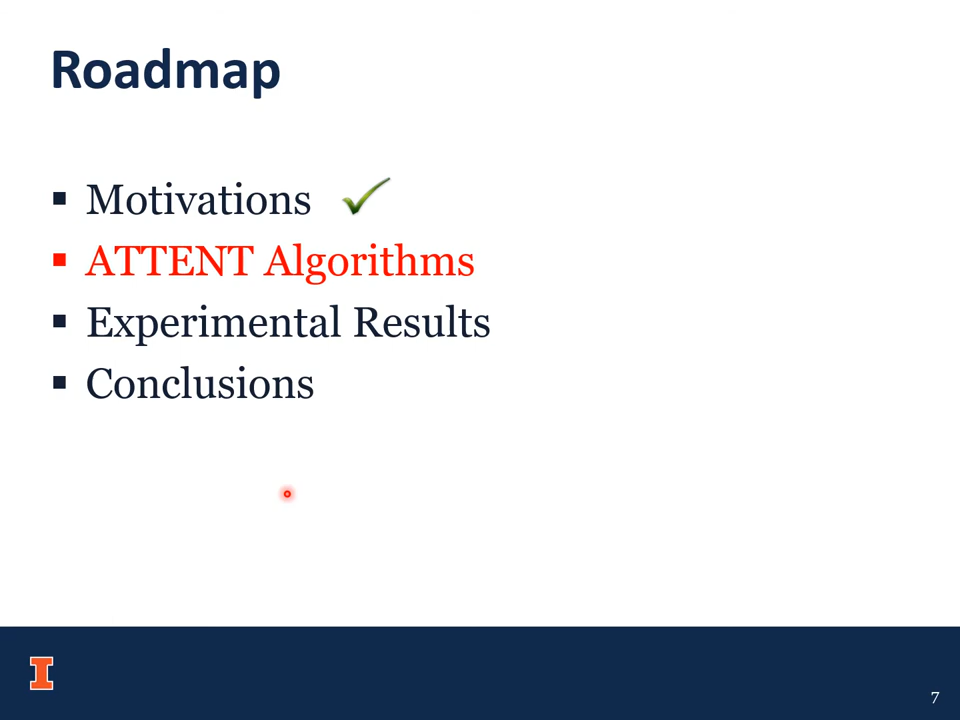 Roadmap
▪ Motivations
▪ ATTENT Algorithms
▪ Experimental Results
▪ Conclusions
I
7